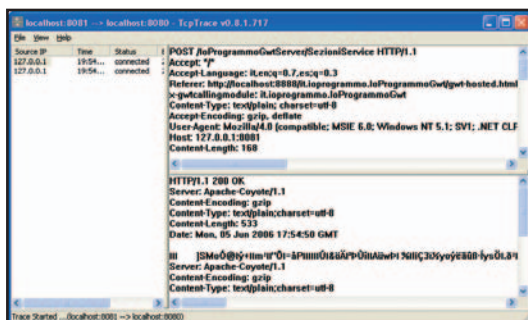 localhost:8081 --> localhost:8080 - TcpTrace v0.8.1.717
File View Help
Source IP Time Status
127.0.0.1 19:54... connected
127.0.0.1 19:54... connected
POST /IoProgrammoGwtServer/SezioniService HTTP/1.1
Accept: */*
Accept-Language: it,en;q=0.7,es;q=0.3
Referer: http://localhost:8888/it.ioprogrammo.IoProgrammoGwt/gwt-hosted.html
x-gwtcallingmodule: it.ioprogrammo.IoProgrammoGwt
Content-Type: text/plain; charset=utf-8
Accept-Encoding: gzip, deflate
User-Agent: Mozilla/4.0 (compatible; MSIE 6.0; Windows NT 5.1; SV1; .NET CLR
Host: 127.0.0.1:8081
Content-Length: 168
HTTP/1.1 200 OK
Server: Apache-Coyote/1.1
Content-Encoding: gzip
Content-Type: text/plain;charset=utf-8
Content-Length: 533
Date: Mon, 05 Jun 2006 17:54:50 GMT
Server: Apache-Coyote/1.1
Content-Encoding: gzip
Content-Type: text/plain;charset=utf-8
Trace Started ...(localhost:8081 --> localhost:8080)